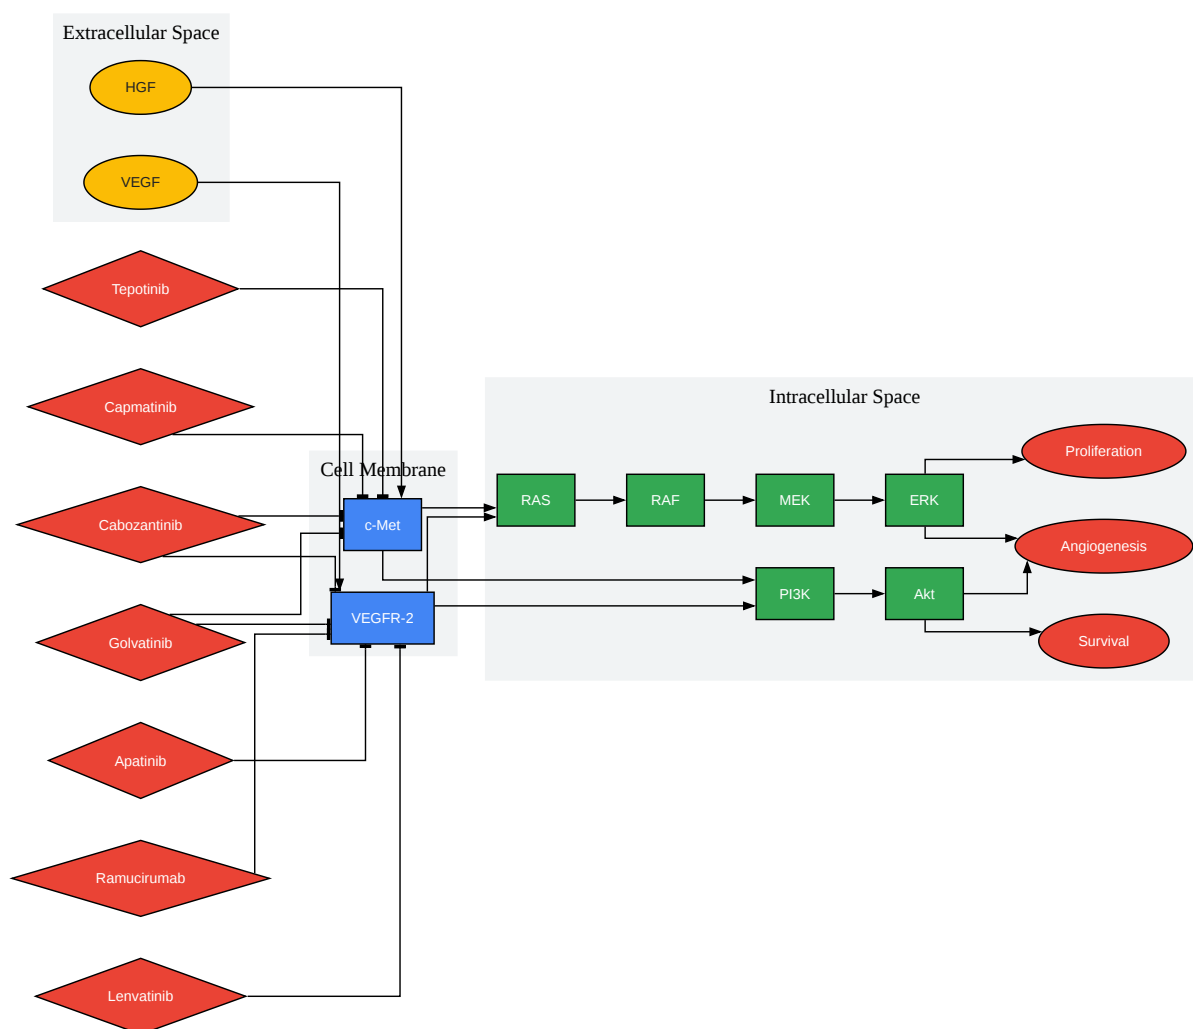 Extracellular Space
HGF
VEGF
Tepotinib
Capmatinib
Cabozantinib
Golvatinib
Apatinib
Ramucirumab
Lenvatinib
Cell Membrane
c-Met
VEGFR-2
Intracellular Space
RAS
RAF
MEK
ERK
PI3K
Akt
Proliferation
Angiogenesis
Survival